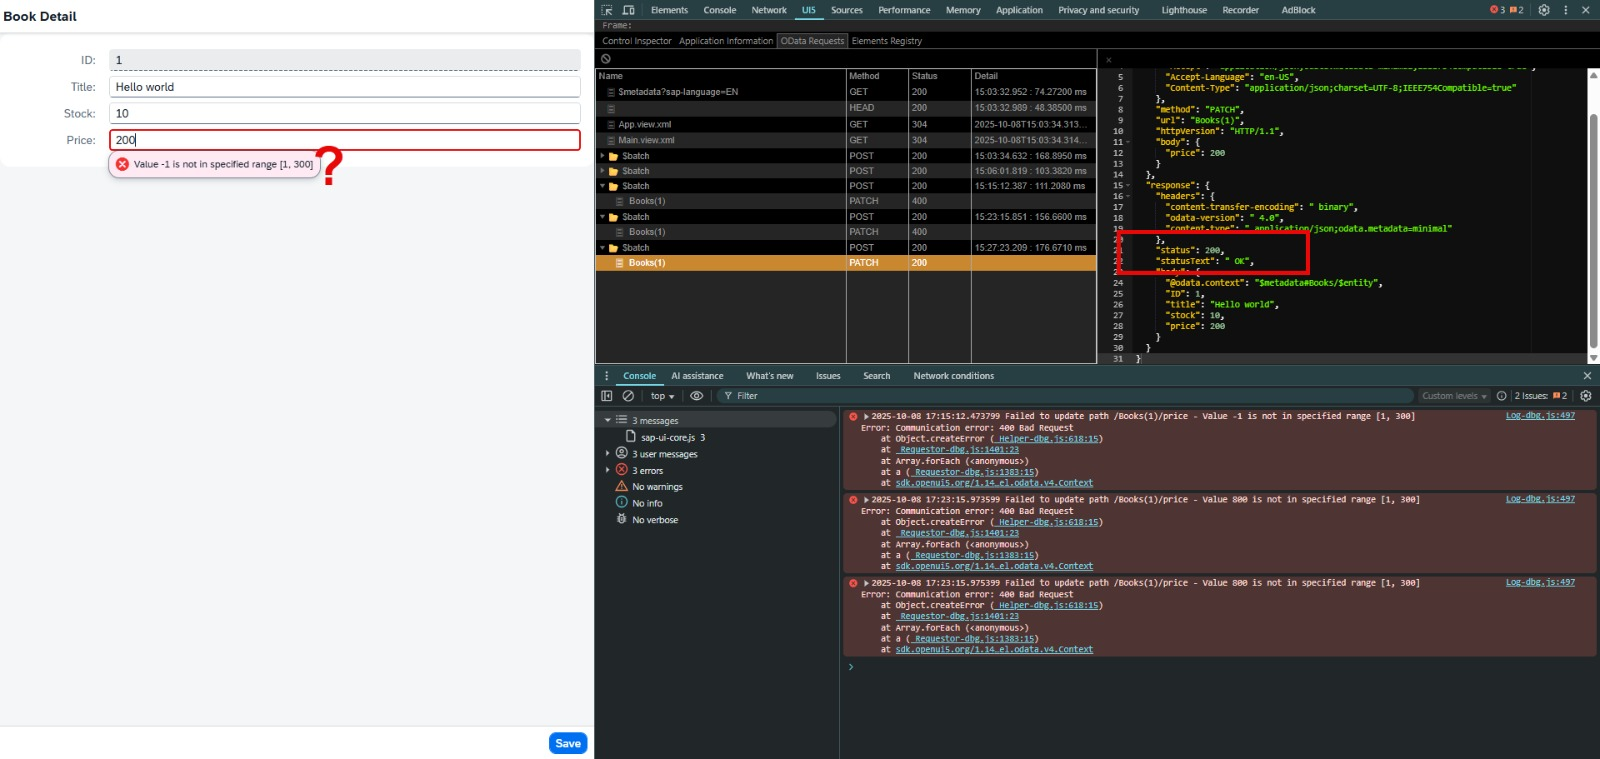 Book Detail
ID: 1
Title: Hello world
Stock: 10
Price: 200
Value -1 is not in specified range [1, 300]
?
Save
Elements Console Network UI5 Sources Performance Memory Application Privacy and security Lighthouse Recorder AdBlock 3 2
Frame:
Control Inspector Application Information OData Requests Elements Registry
Name Method Status Detail
$metadata?sap-language=EN GET 200 15:03:32.952 : 74.27200 ms
HEAD 200 15:03:32.989 : 48.38500 ms
App.view.xml GET 304 2025-10-08T15:03:34.313...
Main.view.xml GET 304 2025-10-08T15:03:34.314...
$batch POST 200 15:03:34.632 : 168.8950 ms
$batch POST 200 15:06:01.819 : 103.3820 ms
$batch POST 200 15:15:12.387 : 111.2080 ms
Books(1) PATCH 400
$batch POST 200 15:23:15.851 : 156.6600 ms
Books(1) PATCH 400
$batch POST 200 15:27:23.209 : 176.6710 ms
Books(1) PATCH 200
5 "Accept-Language": "en-US",
6 "Content-Type": "application/json;charset=UTF-8;IEEE754Compatible=true"
7 },
8 "method": "PATCH",
9 "url": "Books(1)",
10 "httpVersion": "HTTP/1.1",
11 "body": {
12 "price": 200
13 }
14 },
15 "response": {
16 "headers": {
17 "content-transfer-encoding": " binary",
18 "odata-version": " 4.0",
19 "content-type": " application/json;odata.metadata=minimal"
},
"status": 200,
"statusText": " OK",
"body": {
24 "@odata.context": "$metadata#Books/$entity",
25 "ID": 1,
26 "title": "Hello world",
27 "stock": 10,
28 "price": 200
29 }
30 }
31 }
Console AI assistance What's new Issues Search Network conditions
top Filter Custom levels 2 Issues: 2
3 messages
sap-ui-core.js 3
3 user messages
3 errors
No warnings
No info
No verbose
2025-10-08 17:15:12.473799 Failed to update path /Books(1)/price - Value -1 is not in specified range [1, 300] Log-dbg.js:497
Error: Communication error: 400 Bad Request
at Object.createError (_Helper-dbg.js:618:15)
at _Requestor-dbg.js:1401:23
at Array.forEach (<anonymous>)
at a (_Requestor-dbg.js:1383:15)
at sdk.openui5.org/1.14…el.odata.v4.Context
2025-10-08 17:23:15.973599 Failed to update path /Books(1)/price - Value 800 is not in specified range [1, 300] Log-dbg.js:497
Error: Communication error: 400 Bad Request
at Object.createError (_Helper-dbg.js:618:15)
at _Requestor-dbg.js:1401:23
at Array.forEach (<anonymous>)
at a (_Requestor-dbg.js:1383:15)
at sdk.openui5.org/1.14…el.odata.v4.Context
2025-10-08 17:23:15.975399 Failed to update path /Books(1)/price - Value 800 is not in specified range [1, 300] Log-dbg.js:497
Error: Communication error: 400 Bad Request
at Object.createError (_Helper-dbg.js:618:15)
at _Requestor-dbg.js:1401:23
at Array.forEach (<anonymous>)
at a (_Requestor-dbg.js:1383:15)
at sdk.openui5.org/1.14…el.odata.v4.Context